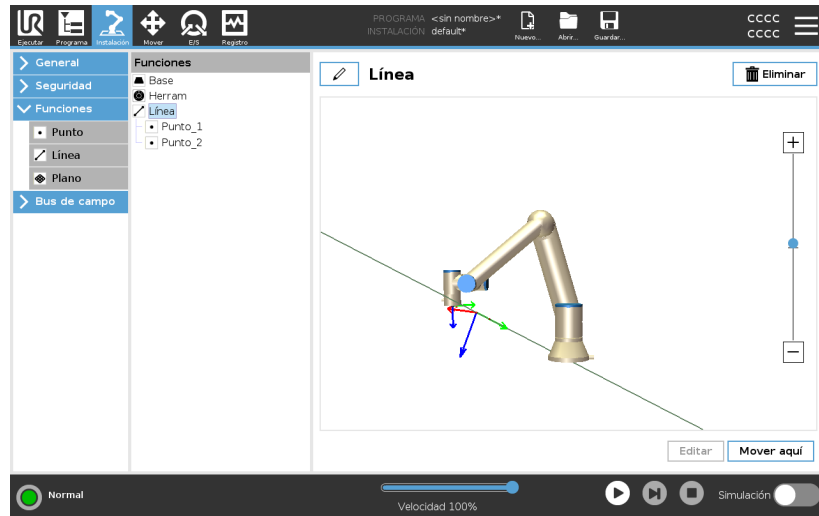 UR
Ejecutar
Programa
Instalación
Mover
E/S
Registro
PROGRAMA <sin nombre>*
INSTALACIÓN default*
Nuevo...
Abrir...
Guardar...
CCCC
CCCC
General
Seguridad
Funciones
Punto
Línea
Plano
Bus de campo
Funciones
Base
Herram
Línea
Punto_1
Punto_2
Línea
Eliminar
Editar
Mover aquí
Normal
Velocidad 100%
Simulación